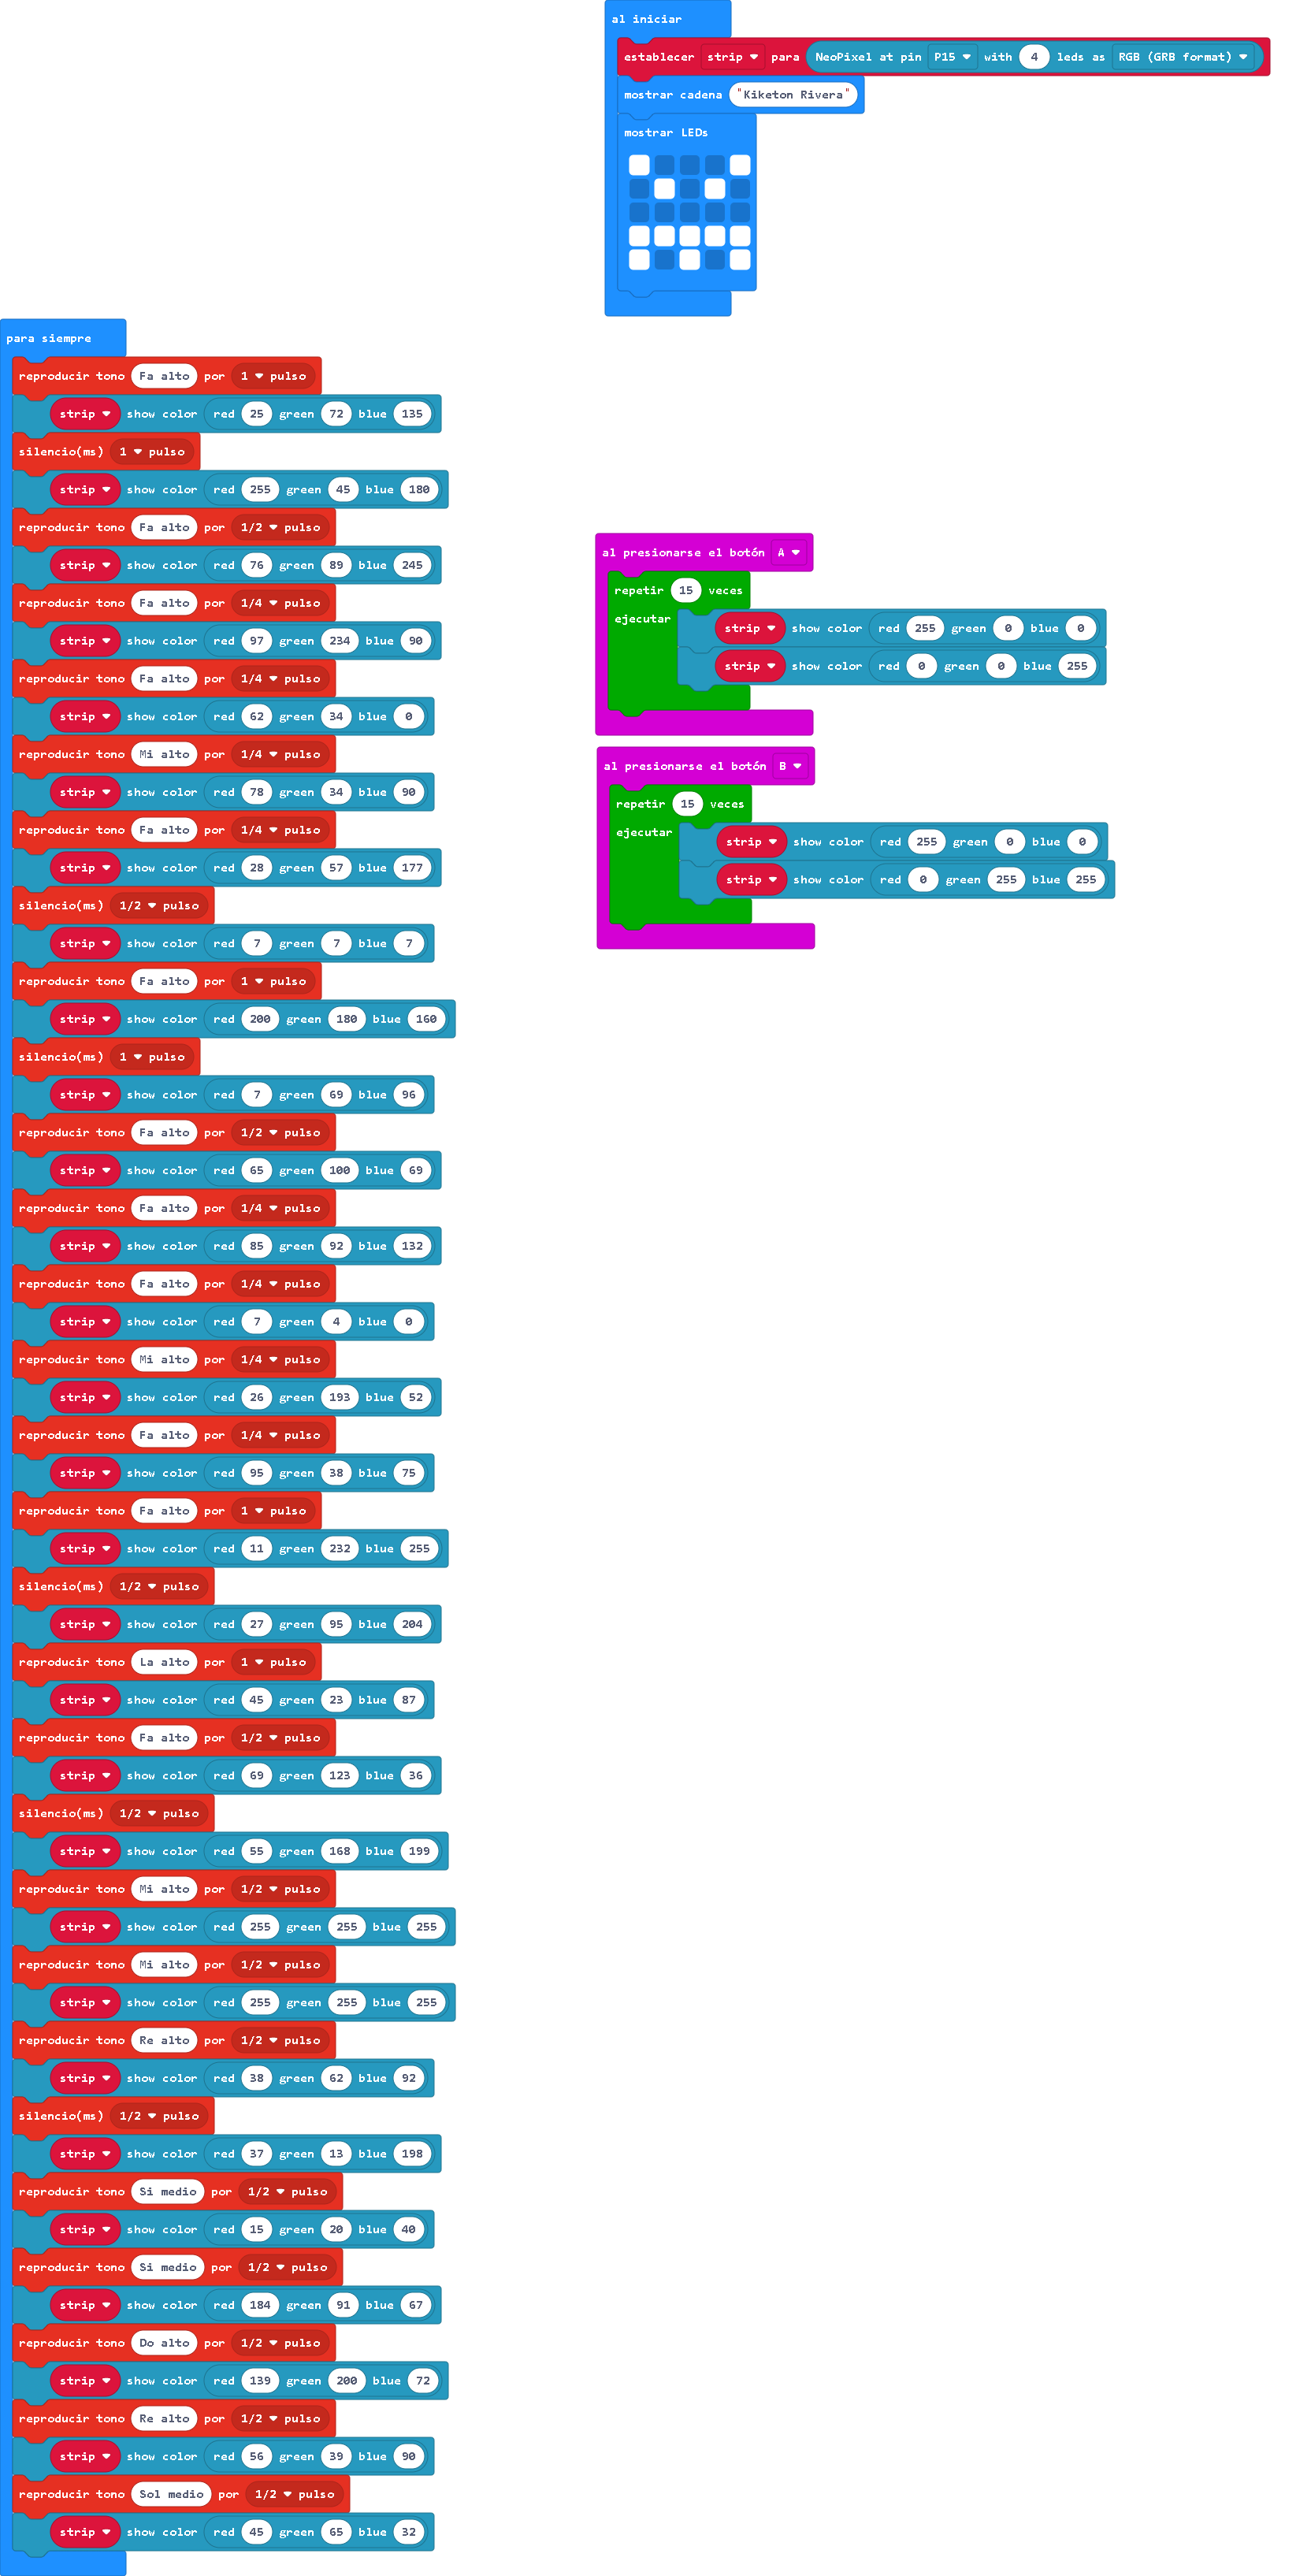 al iniciar
establecer strip para NeoPixel at pin P15 with 4 leds as RGB (GRB format)
mostrar cadena "Kiketon Rivera"
mostrar LEDs
para siempre
reproducir tono Fa alto por 1 pulso
strip show color red 25 green 72 blue 135
silencio(ms) 1 pulso
strip show color red 255 green 45 blue 180
reproducir tono Fa alto por 1/2 pulso
strip show color red 76 green 89 blue 245
reproducir tono Fa alto por 1/4 pulso
strip show color red 97 green 234 blue 90
reproducir tono Fa alto por 1/4 pulso
strip show color red 62 green 34 blue 0
reproducir tono Mi alto por 1/4 pulso
strip show color red 78 green 34 blue 90
reproducir tono Fa alto por 1/4 pulso
strip show color red 28 green 57 blue 177
silencio(ms) 1/2 pulso
strip show color red 7 green 7 blue 7
reproducir tono Fa alto por 1 pulso
strip show color red 200 green 180 blue 160
silencio(ms) 1 pulso
strip show color red 7 green 69 blue 96
reproducir tono Fa alto por 1/2 pulso
strip show color red 65 green 100 blue 69
reproducir tono Fa alto por 1/4 pulso
strip show color red 85 green 92 blue 132
reproducir tono Fa alto por 1/4 pulso
strip show color red 7 green 4 blue 0
reproducir tono Mi alto por 1/4 pulso
strip show color red 26 green 193 blue 52
reproducir tono Fa alto por 1/4 pulso
strip show color red 95 green 38 blue 75
reproducir tono Fa alto por 1 pulso
strip show color red 11 green 232 blue 255
silencio(ms) 1/2 pulso
strip show color red 27 green 95 blue 204
reproducir tono La alto por 1 pulso
strip show color red 45 green 23 blue 87
reproducir tono Fa alto por 1/2 pulso
strip show color red 69 green 123 blue 36
silencio(ms) 1/2 pulso
strip show color red 55 green 168 blue 199
reproducir tono Mi alto por 1/2 pulso
strip show color red 255 green 255 blue 255
reproducir tono Mi alto por 1/2 pulso
strip show color red 255 green 255 blue 255
reproducir tono Re alto por 1/2 pulso
strip show color red 38 green 62 blue 92
silencio(ms) 1/2 pulso
strip show color red 37 green 13 blue 198
reproducir tono Si medio por 1/2 pulso
strip show color red 15 green 20 blue 40
reproducir tono Si medio por 1/2 pulso
strip show color red 184 green 91 blue 67
reproducir tono Do alto por 1/2 pulso
strip show color red 139 green 200 blue 72
reproducir tono Re alto por 1/2 pulso
strip show color red 56 green 39 blue 90
reproducir tono Sol medio por 1/2 pulso
strip show color red 45 green 65 blue 32
al presionarse el botón A
repetir 15 veces
ejecutar
strip show color red 255 green 0 blue 0
strip show color red 0 green 0 blue 255
al presionarse el botón B
repetir 15 veces
ejecutar
strip show color red 255 green 0 blue 0
strip show color red 0 green 255 blue 255